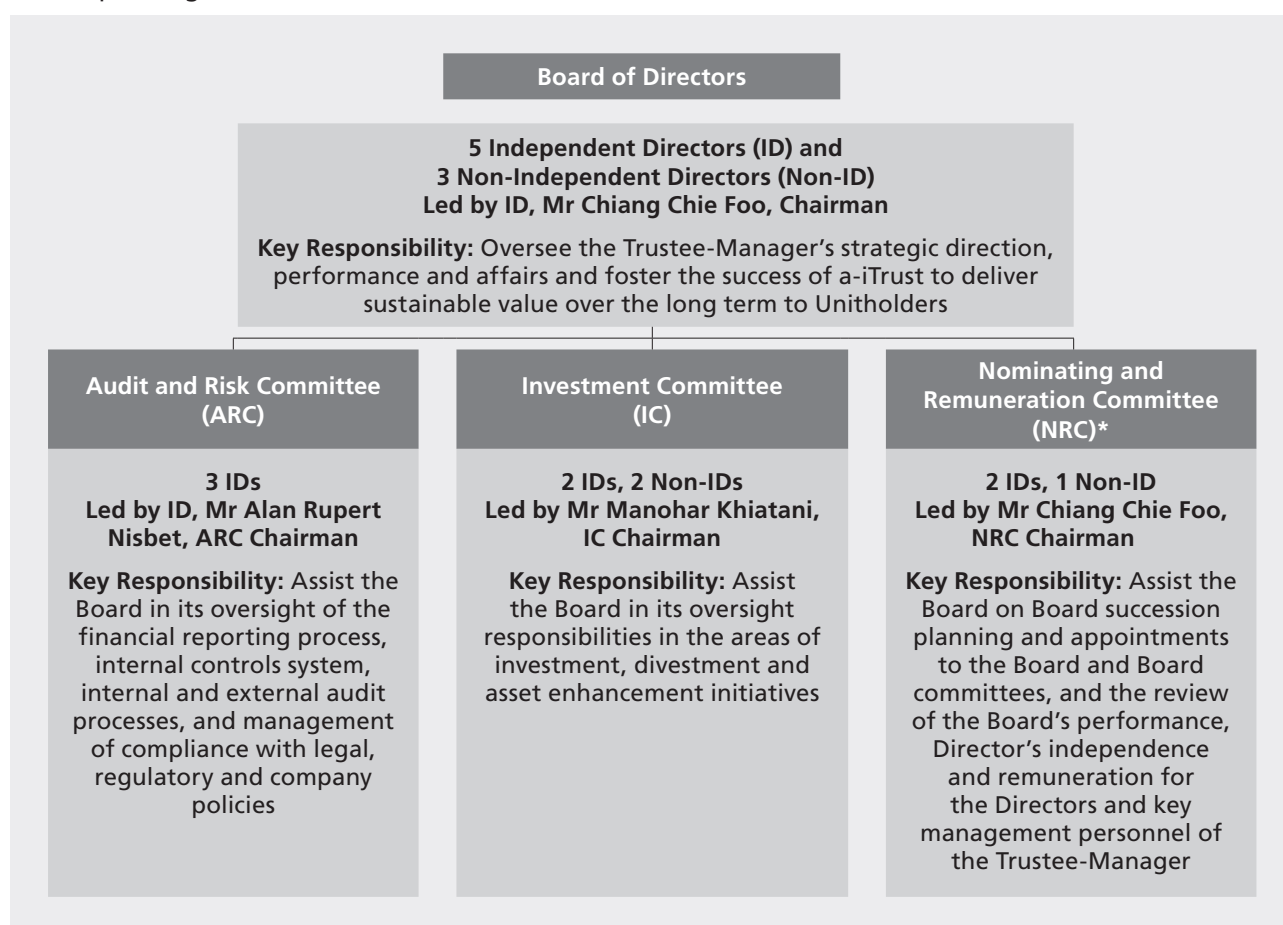 Board of Directors
5 Independent Directors (ID) and
3 Non-Independent Directors (Non-ID)
Led by ID, Mr Chiang Chie Foo, Chairman
Key Responsibility: Oversee the Trustee-Manager’s strategic direction,
performance and affairs and foster the success of a-iTrust to deliver
sustainable value over the long term to Unitholders
Audit and Risk Committee
(ARC)
3 IDs
Led by ID, Mr Alan Rupert
Nisbet, ARC Chairman
Key Responsibility: Assist the
Board in its oversight of the
financial reporting process,
internal controls system,
internal and external audit
processes, and management
of compliance with legal,
regulatory and company
policies
Investment Committee
(IC)
2 IDs, 2 Non-IDs
Led by Mr Manohar Khiatani,
IC Chairman
Key Responsibility: Assist
the Board in its oversight
responsibilities in the areas of
investment, divestment and
asset enhancement initiatives
Nominating and
Remuneration Committee
(NRC)*
2 IDs, 1 Non-ID
Led by Mr Chiang Chie Foo,
NRC Chairman
Key Responsibility: Assist the
Board on Board succession
planning and appointments
to the Board and Board
committees, and the review
of the Board’s performance,
Director’s independence
and remuneration for
the Directors and key
management personnel of
the Trustee-Manager